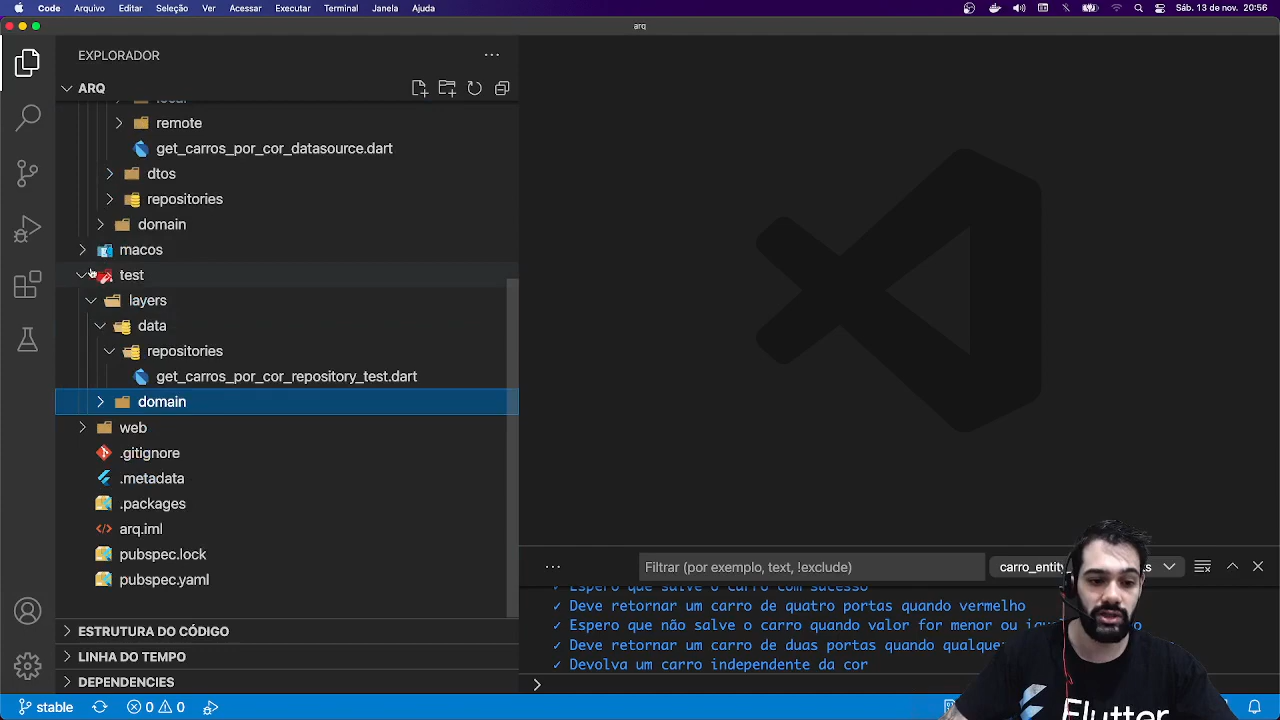 Code Arquivo Editar Seleção Ver Acessar Executar Terminal Janela Ajuda Sáb. 13 de nov. 20:56
arq
EXPLORADOR
ARQ
local
remote
get_carros_por_cor_datasource.dart
dtos
repositories
domain
macos
test
layers
data
repositories
get_carros_por_cor_repository_test.dart
domain
web
.gitignore
.metadata
.packages
arq.iml
pubspec.lock
pubspec.yaml
ESTRUTURA DO CÓDIGO
LINHA DO TEMPO
DEPENDENCIES
Filtrar (por exemplo, text, !exclude)
carro_entity
✓ Espero que salve o carro com sucesso
✓ Deve retornar um carro de quatro portas quando vermelho
✓ Espero que não salve o carro quando valor for menor ou
✓ Deve retornar um carro de duas portas quando
✓ Devolva um carro independente da cor
stable 0 0
Flutter